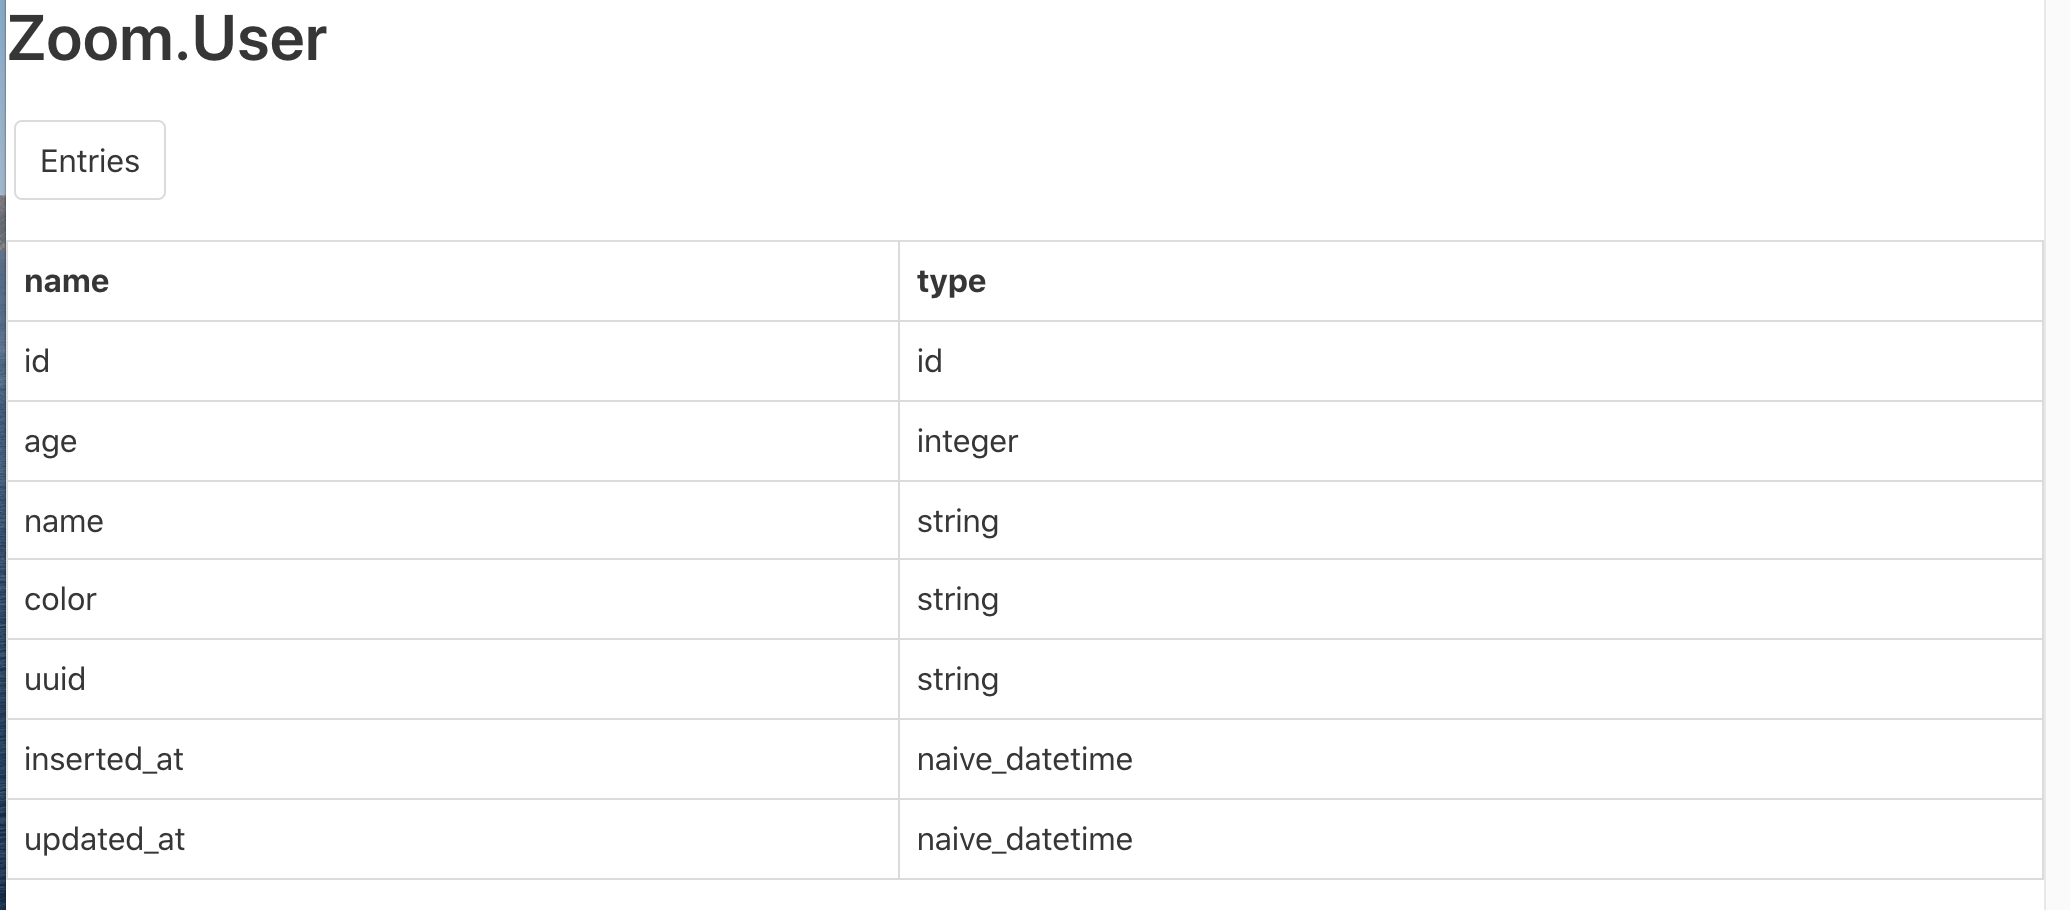 Zoom.User
Entries
name type
id id
age integer
name string
color string
uuid string
inserted_at naive_datetime
updated_at naive_datetime